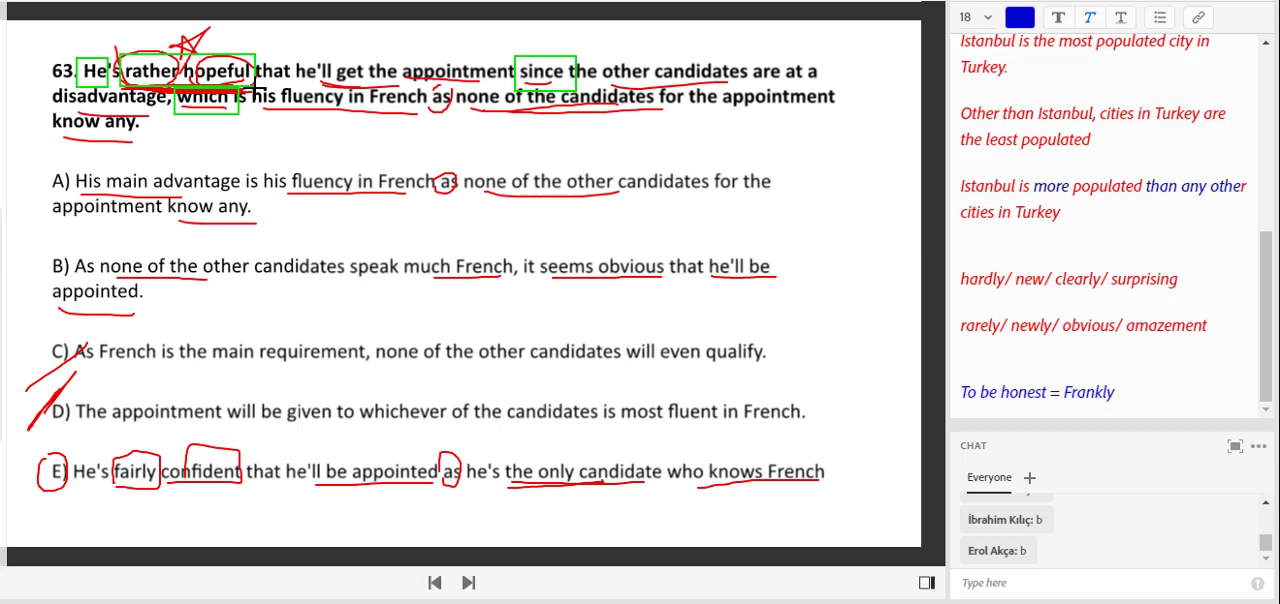 63. He's rather hopeful that he'll get the appointment since the other candidates are at a
disadvantage, which is his fluency in French as none of the candidates for the appointment
know any.
A) His main advantage is his fluency in French as none of the other candidates for the
appointment know any.
B) As none of the other candidates speak much French, it seems obvious that he'll be
appointed.
C) As French is the main requirement, none of the other candidates will even qualify.
D) The appointment will be given to whichever of the candidates is most fluent in French.
E) He's fairly confident that he'll be appointed as he's the only candidate who knows French
18
T T T
Istanbul is the most populated city in
Turkey.
Other than Istanbul, cities in Turkey are
the least populated
Istanbul is more populated than any other
cities in Turkey
hardly/ new/ clearly/ surprising
rarely/ newly/ obvious/ amazement
To be honest = Frankly
CHAT
Everyone
İbrahim Kılıç: b
Erol Akça: b
Type here